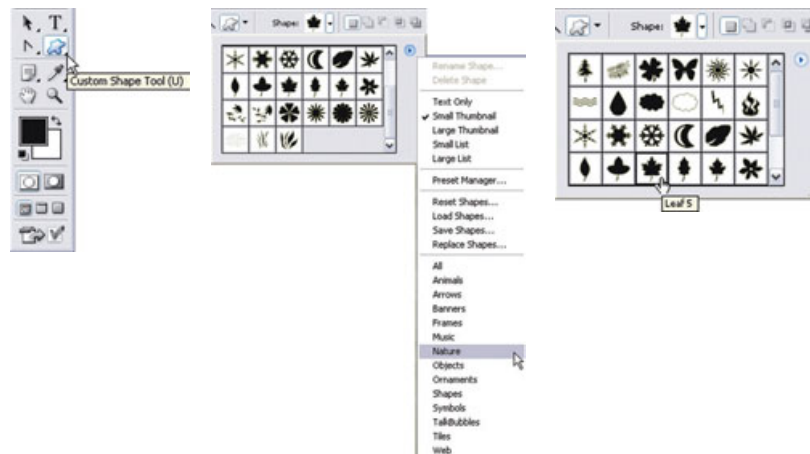 T
Custom Shape Tool (U)
Shape:
Rename Shape...
Delete Shape
Text Only
Small Thumbnail
Large Thumbnail
Small List
Large List
Preset Manager...
Reset Shapes...
Load Shapes...
Save Shapes...
Replace Shapes...
All
Animals
Arrows
Banners
Frames
Music
Nature
Objects
Ornaments
Shapes
Symbols
TalkBubbles
Tiles
Web
Shape:
Leaf 5